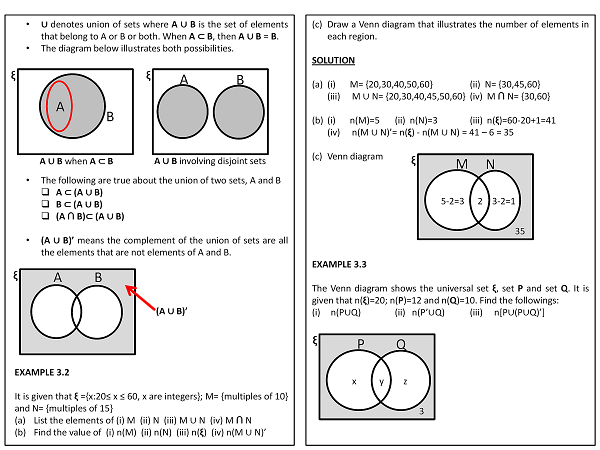 • U denotes union of sets where A ∪ B is the set of elements
that belong to A or B or both. When A ⊂ B, then A ∪ B = B.
• The diagram below illustrates both possibilities.
ξ
A
B
ξ
A B
A ∪ B when A ⊂ B
A ∪ B involving disjoint sets
• The following are true about the union of two sets, A and B
❑ A ⊂ (A ∪ B)
❑ B ⊂ (A ∪ B)
❑ (A ∩ B)⊂ (A ∪ B)
• (A ∪ B)’ means the complement of the union of sets are all
the elements that are not elements of A and B.
ξ
A B
(A ∪ B)’
EXAMPLE 3.2
It is given that ξ ={x:20≤ x ≤ 60, x are integers}; M= {multiples of 10}
and N= {multiples of 15}
(a) List the elements of (i) M (ii) N (iii) M ∪ N (iv) M ∩ N
(b) Find the value of (i) n(M) (ii) n(N) (iii) n(ξ) (iv) n(M ∪ N)’
(c) Draw a Venn diagram that illustrates the number of elements in
each region.
SOLUTION
(a) (i) M= {20,30,40,50,60} (ii) N= {30,45,60}
(iii) M ∪ N= {20,30,40,45,50,60} (iv) M ∩ N= {30,60}
(b) (i) n(M)=5 (ii) n(N)=3 (iii) n(ξ)=60-20+1=41
(iv) n(M ∪ N)’= n(ξ) - n(M ∪ N) = 41 – 6 = 35
(c) Venn diagram
ξ
M N
5-2=3 2 3-2=1
35
EXAMPLE 3.3
The Venn diagram shows the universal set ξ, set P and set Q. It is
given that n(ξ)=20; n(P)=12 and n(Q)=10. Find the followings:
(i) n(P∪Q) (ii) n(P’∪Q) (iii) n[P∪(P∪Q)’]
ξ
P Q
x y z
3